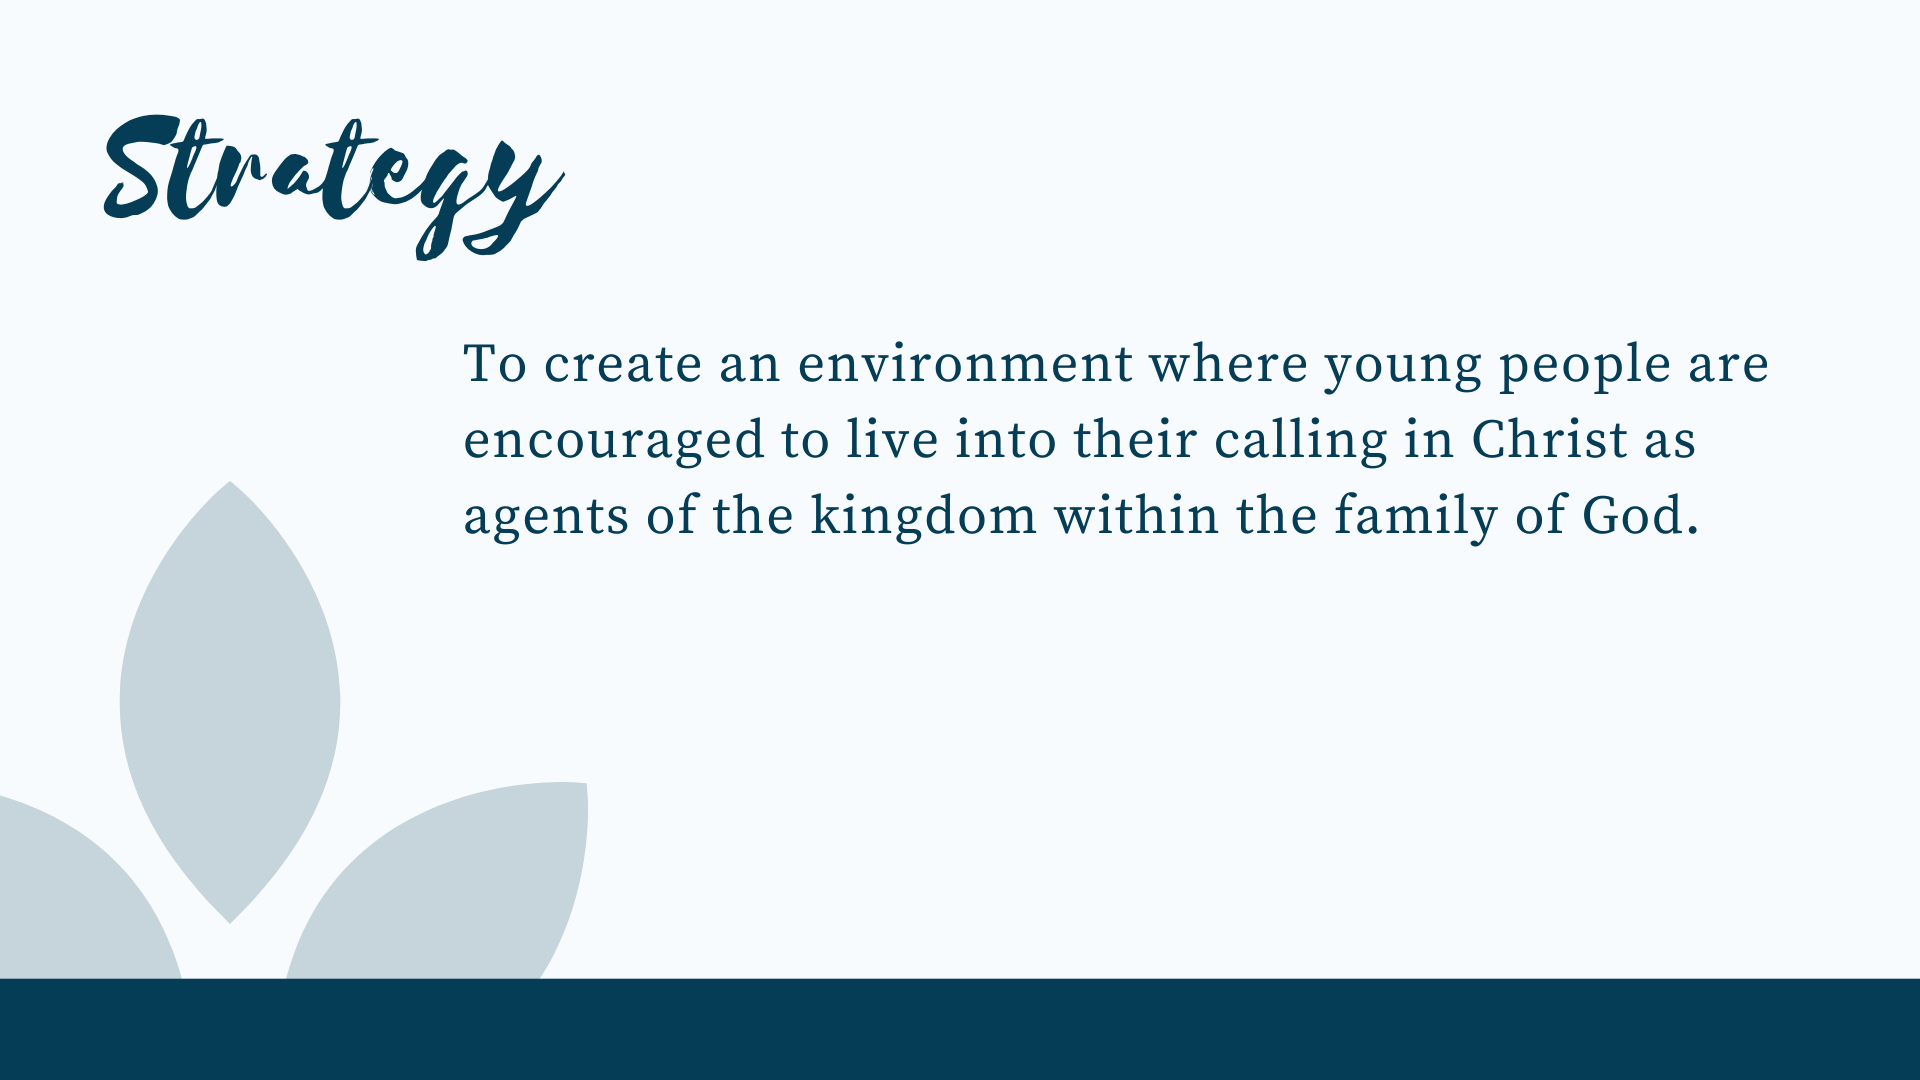 Strategy
To create an environment where young people are
encouraged to live into their calling in Christ as
agents of the kingdom within the family of God.